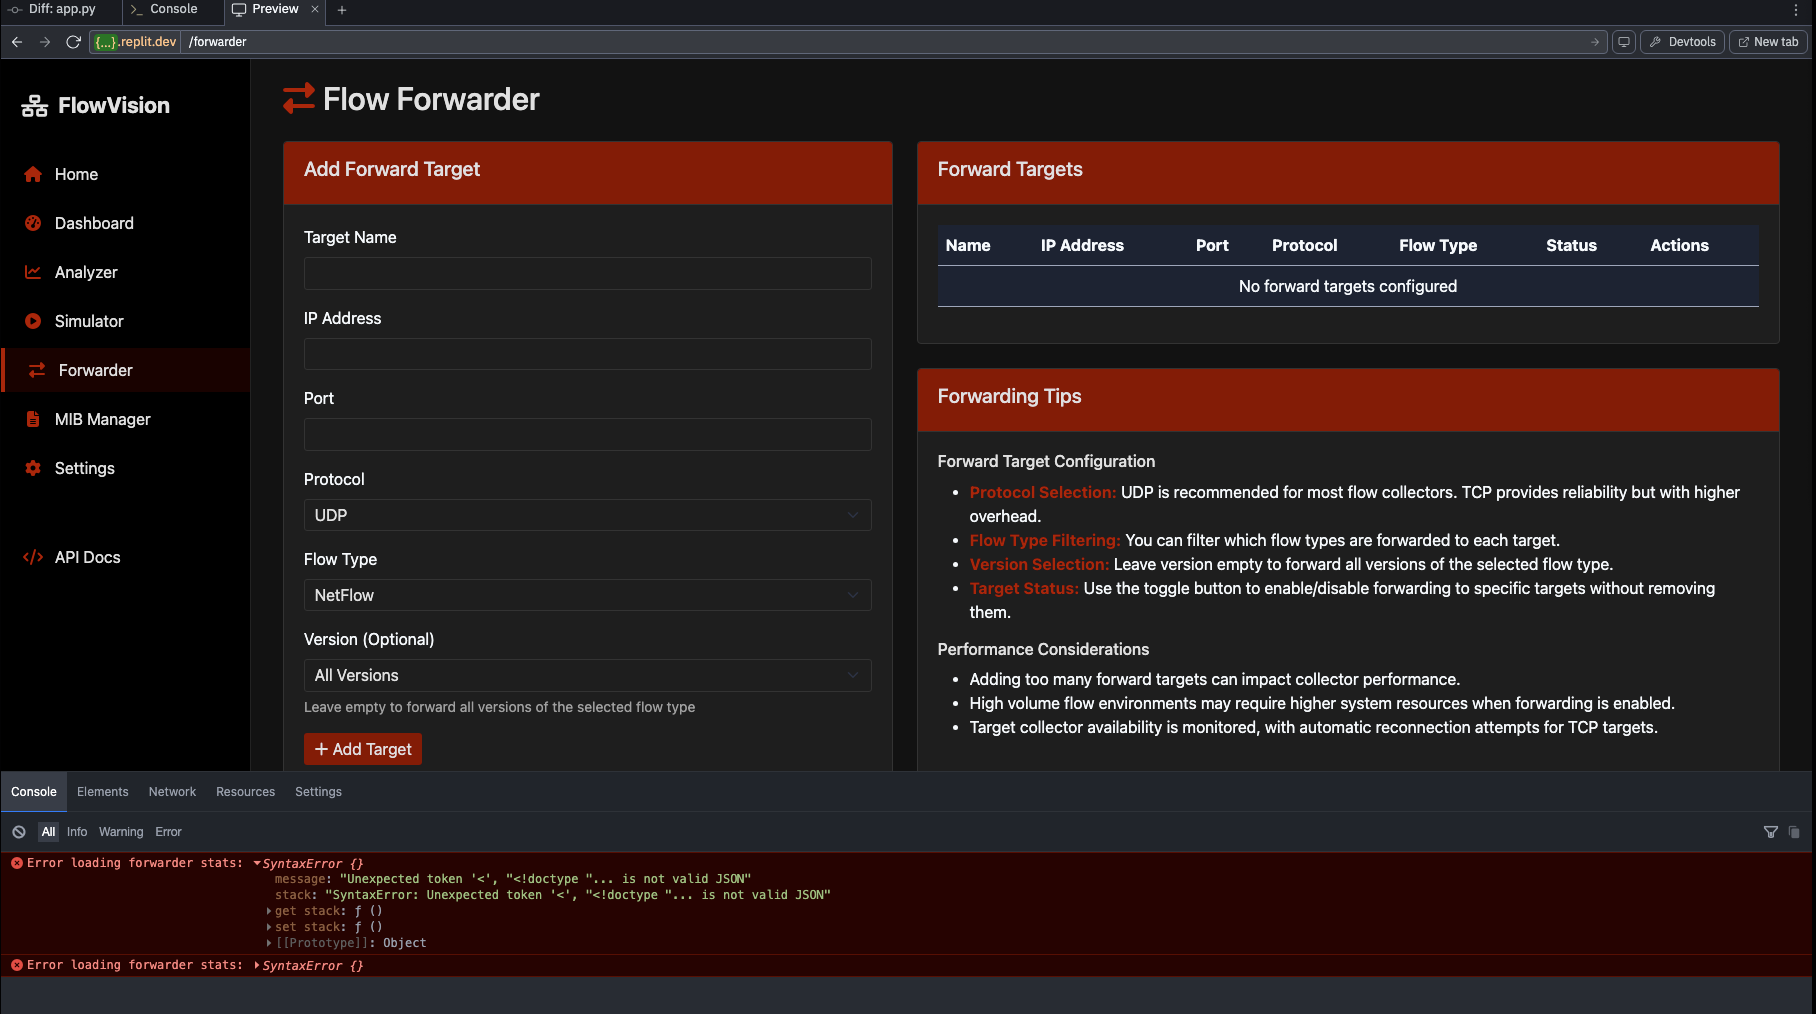 Diff: app.py
Console
Preview
{...}.replit.dev /forwarder
Devtools
New tab
FlowVision
Home
Dashboard
Analyzer
Simulator
Forwarder
MIB Manager
Settings
API Docs
Flow Forwarder
Add Forward Target
Target Name
IP Address
Port
Protocol
UDP
Flow Type
NetFlow
Version (Optional)
All Versions
Leave empty to forward all versions of the selected flow type
+ Add Target
Forward Targets
Name IP Address Port Protocol Flow Type Status Actions
No forward targets configured
Forwarding Tips
Forward Target Configuration
• Protocol Selection: UDP is recommended for most flow collectors. TCP provides reliability but with higher
overhead.
• Flow Type Filtering: You can filter which flow types are forwarded to each target.
• Version Selection: Leave version empty to forward all versions of the selected flow type.
• Target Status: Use the toggle button to enable/disable forwarding to specific targets without removing
them.
Performance Considerations
• Adding too many forward targets can impact collector performance.
• High volume flow environments may require higher system resources when forwarding is enabled.
• Target collector availability is monitored, with automatic reconnection attempts for TCP targets.
Console Elements Network Resources Settings
All Info Warning Error
Error loading forwarder stats: SyntaxError {}
message: "Unexpected token '<', "<!doctype "... is not valid JSON"
stack: "SyntaxError: Unexpected token '<', "<!doctype "... is not valid JSON"
get stack: ƒ ()
set stack: ƒ ()
[[Prototype]]: Object
Error loading forwarder stats: SyntaxError {}